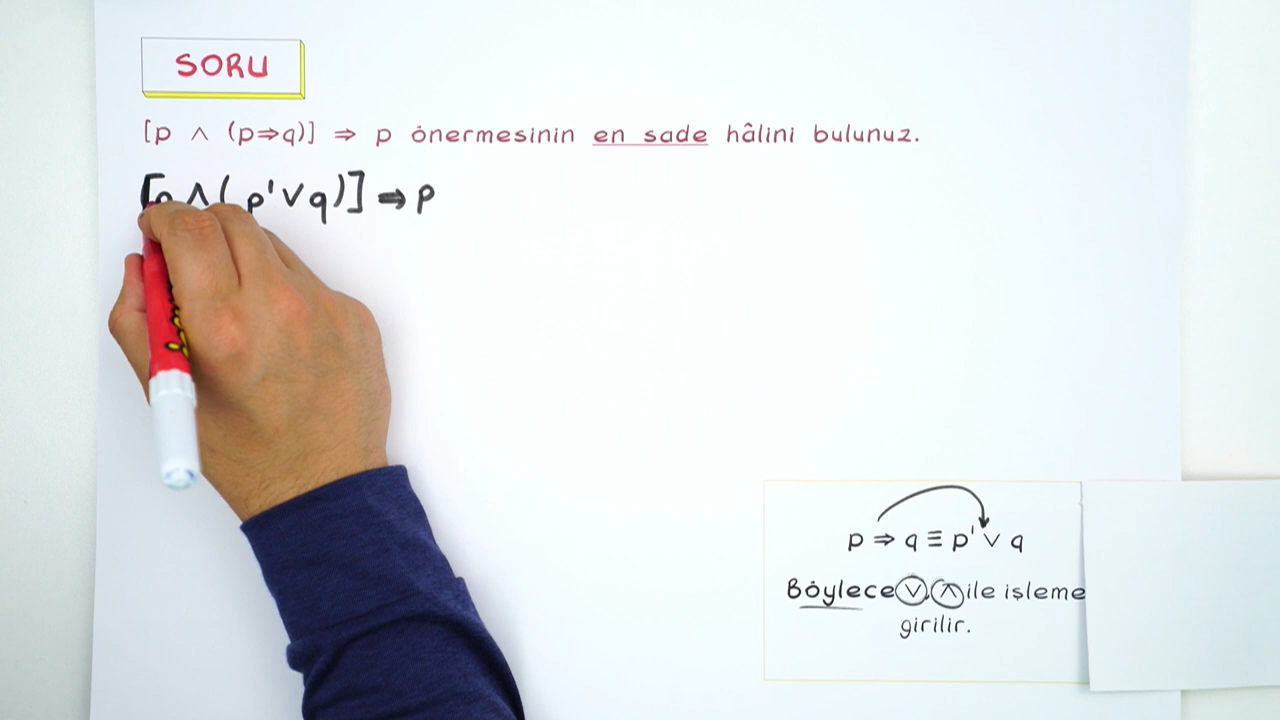 SORU
[p ∧ (p⇒q)] ⇒ p önermesinin en sade hâlini bulunuz.
[p ∧ ( p' ∨ q)] ⇒ p
p ⇒ q ≡ p' ∨ q
Böylece ∨, ∧ ile işleme
girilir.